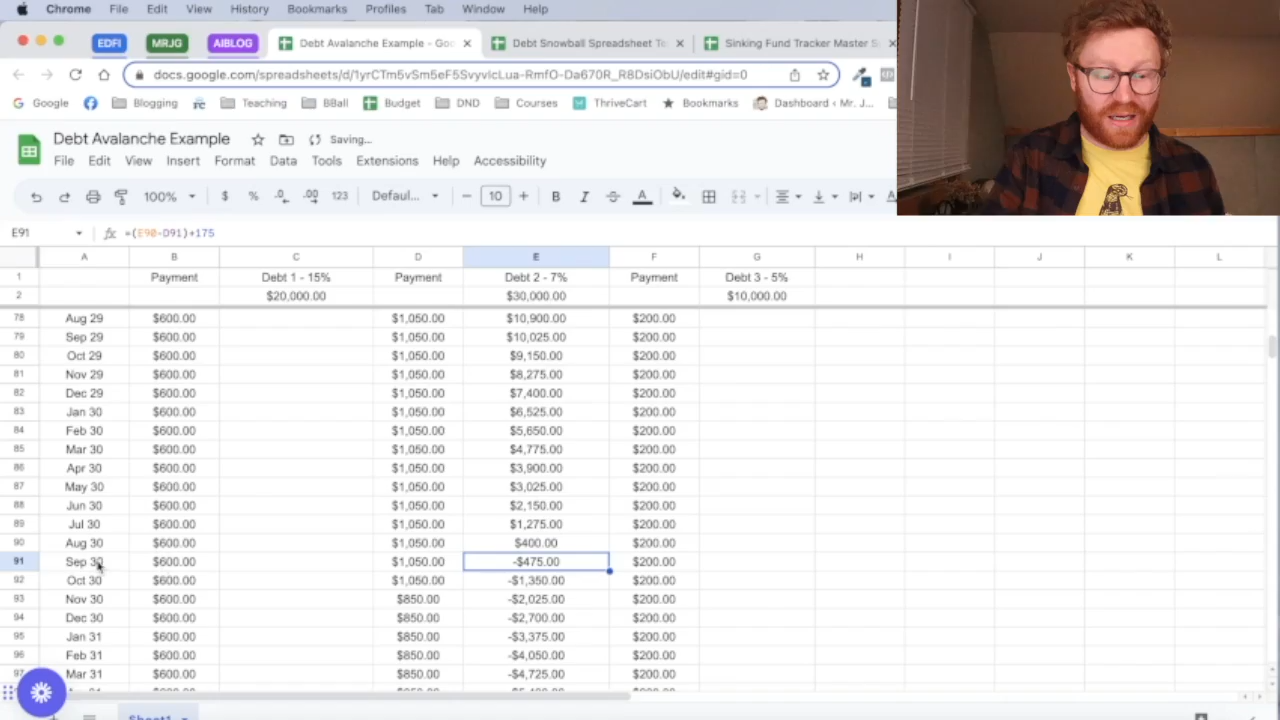 Chrome File Edit View History Bookmarks Profiles Tab Window Help
EDFI MRJG AIBLOG Debt Avalanche Example - Goo Debt Snowball Spreadsheet Te Sinking Fund Tracker Master S
docs.google.com/spreadsheets/d/
Google Blogging Teaching BBall Budget DND Courses ThriveCart Bookmarks Dashboard ‹ Mr. J...
Debt Avalanche Example Saving...
File Edit View Insert Format Data Tools Extensions Help Accessibility
100% $ % .0 .00 123 Defaul... 10 B I A
E91 fx =(E90-D91)+175
A B C D E F G H I J K L
1 Payment Debt 1 - 15% Payment Debt 2 - 7% Payment Debt 3 - 5%
2 $20,000.00 $30,000.00 $10,000.00
78 Aug 29 $600.00 $1,050.00 $10,900.00 $200.00
79 Sep 29 $600.00 $1,050.00 $10,025.00 $200.00
80 Oct 29 $600.00 $1,050.00 $9,150.00 $200.00
81 Nov 29 $600.00 $1,050.00 $8,275.00 $200.00
82 Dec 29 $600.00 $1,050.00 $7,400.00 $200.00
83 Jan 30 $600.00 $1,050.00 $6,525.00 $200.00
84 Feb 30 $600.00 $1,050.00 $5,650.00 $200.00
85 Mar 30 $600.00 $1,050.00 $4,775.00 $200.00
86 Apr 30 $600.00 $1,050.00 $3,900.00 $200.00
87 May 30 $600.00 $1,050.00 $3,025.00 $200.00
88 Jun 30 $600.00 $1,050.00 $2,150.00 $200.00
89 Jul 30 $600.00 $1,050.00 $1,275.00 $200.00
90 Aug 30 $600.00 $1,050.00 $400.00 $200.00
91 Sep 30 $600.00 $1,050.00 -$475.00 $200.00
92 Oct 30 $600.00 $1,050.00 -$1,350.00 $200.00
93 Nov 30 $600.00 $850.00 -$2,025.00 $200.00
94 Dec 30 $600.00 $850.00 -$2,700.00 $200.00
95 Jan 31 $600.00 $850.00 -$3,375.00 $200.00
96 Feb 31 $600.00 $850.00 -$4,050.00 $200.00
97 Mar 31 $600.00 $850.00 -$4,725.00 $200.00
Sheet1